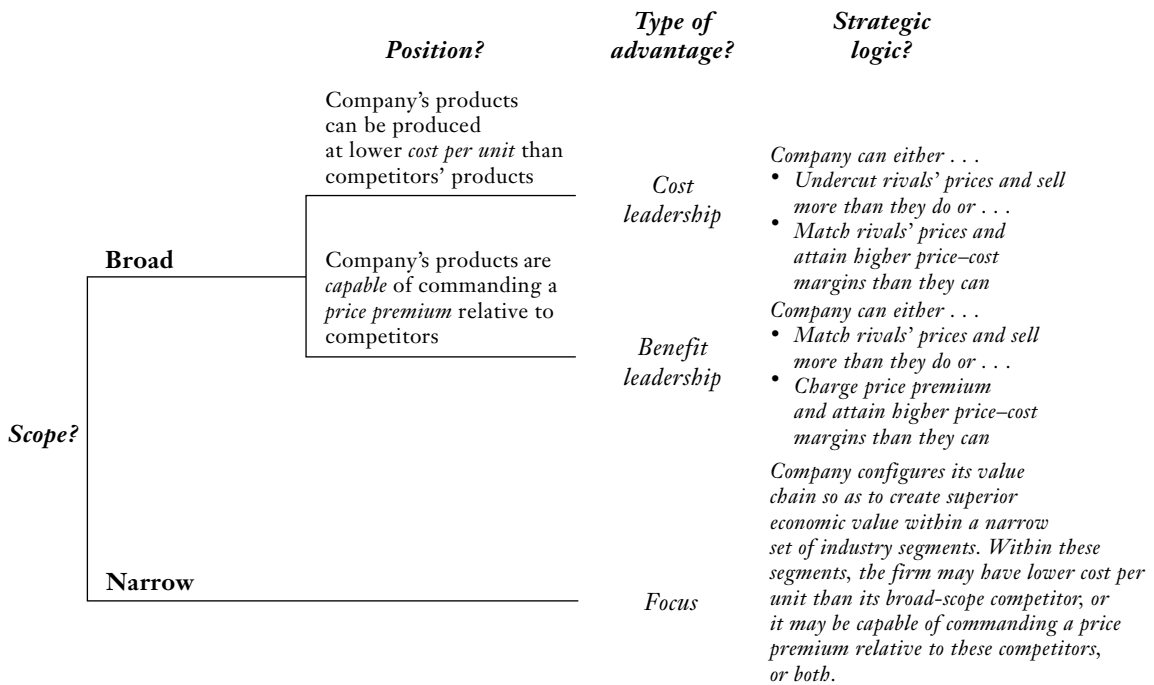 Position?
Type of
advantage?
Strategic
logic?
Company’s products
can be produced
at lower cost per unit than
competitors’ products
Cost
leadership
Company can either . . .
• Undercut rivals’ prices and sell
more than they do or . . .
• Match rivals’ prices and
attain higher price–cost
margins than they can
Broad
Company’s products are
capable of commanding a
price premium relative to
competitors
Benefit
leadership
Company can either . . .
• Match rivals’ prices and sell
more than they do or . . .
• Charge price premium
and attain higher price–cost
margins than they can
Scope?
Narrow
Focus
Company configures its value
chain so as to create superior
economic value within a narrow
set of industry segments. Within these
segments, the firm may have lower cost per
unit than its broad-scope competitor, or
it may be capable of commanding a price
premium relative to these competitors,
or both.